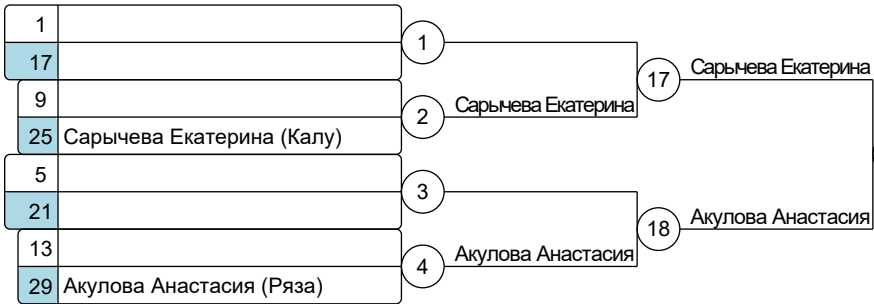 1
17
1
9
25 Сарычева Екатерина (Калу)
2
Сарычева Екатерина
17
Сарычева Екатерина
5
21
3
13
29 Акулова Анастасия (Ряза)
4
Акулова Анастасия
18
Акулова Анастасия